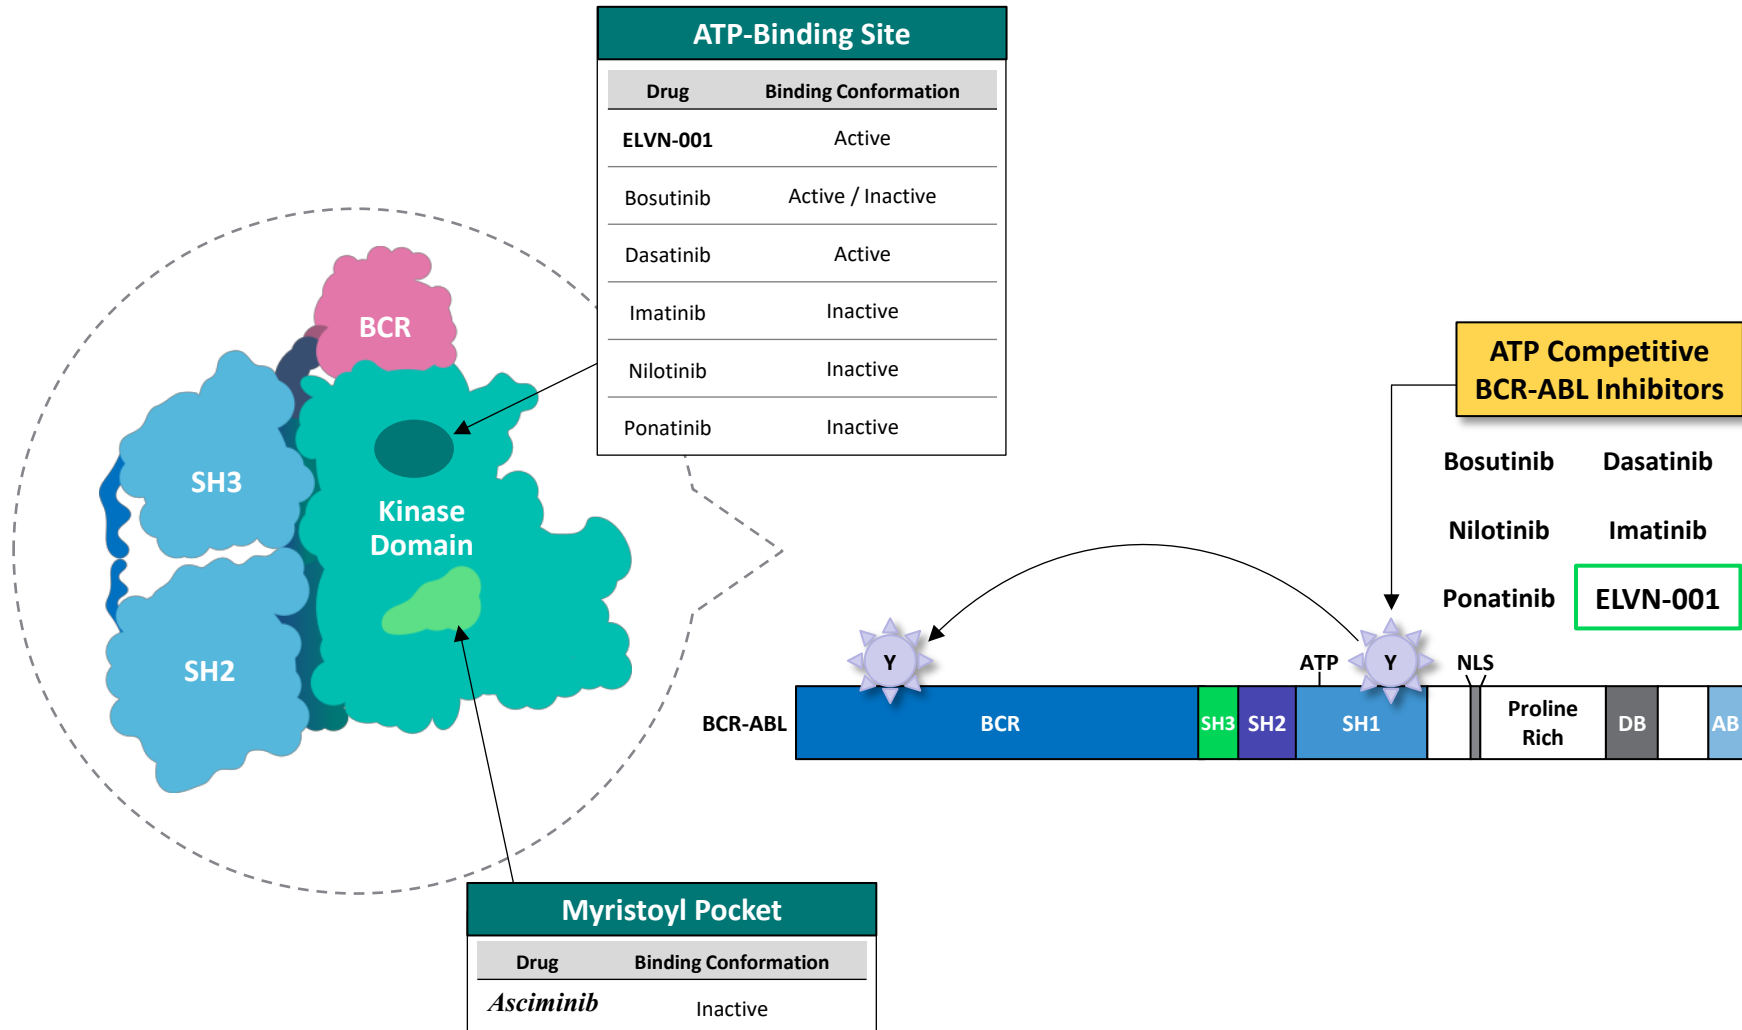 ATP-Binding Site
Drug Binding Conformation
ELVN-001 Active
Bosutinib Active / Inactive
Dasatinib Active
Imatinib Inactive
Nilotinib Inactive
Ponatinib Inactive
BCR
SH3
Kinase
Domain
SH2
Myristoyl Pocket
Drug Binding Conformation
Asciminib Inactive
ATP Competitive
BCR-ABL Inhibitors
Bosutinib Dasatinib
Nilotinib Imatinib
Ponatinib ELVN-001
Y ATP Y NLS
BCR-ABL BCR SH3 SH2 SH1 Proline
Rich DB AB